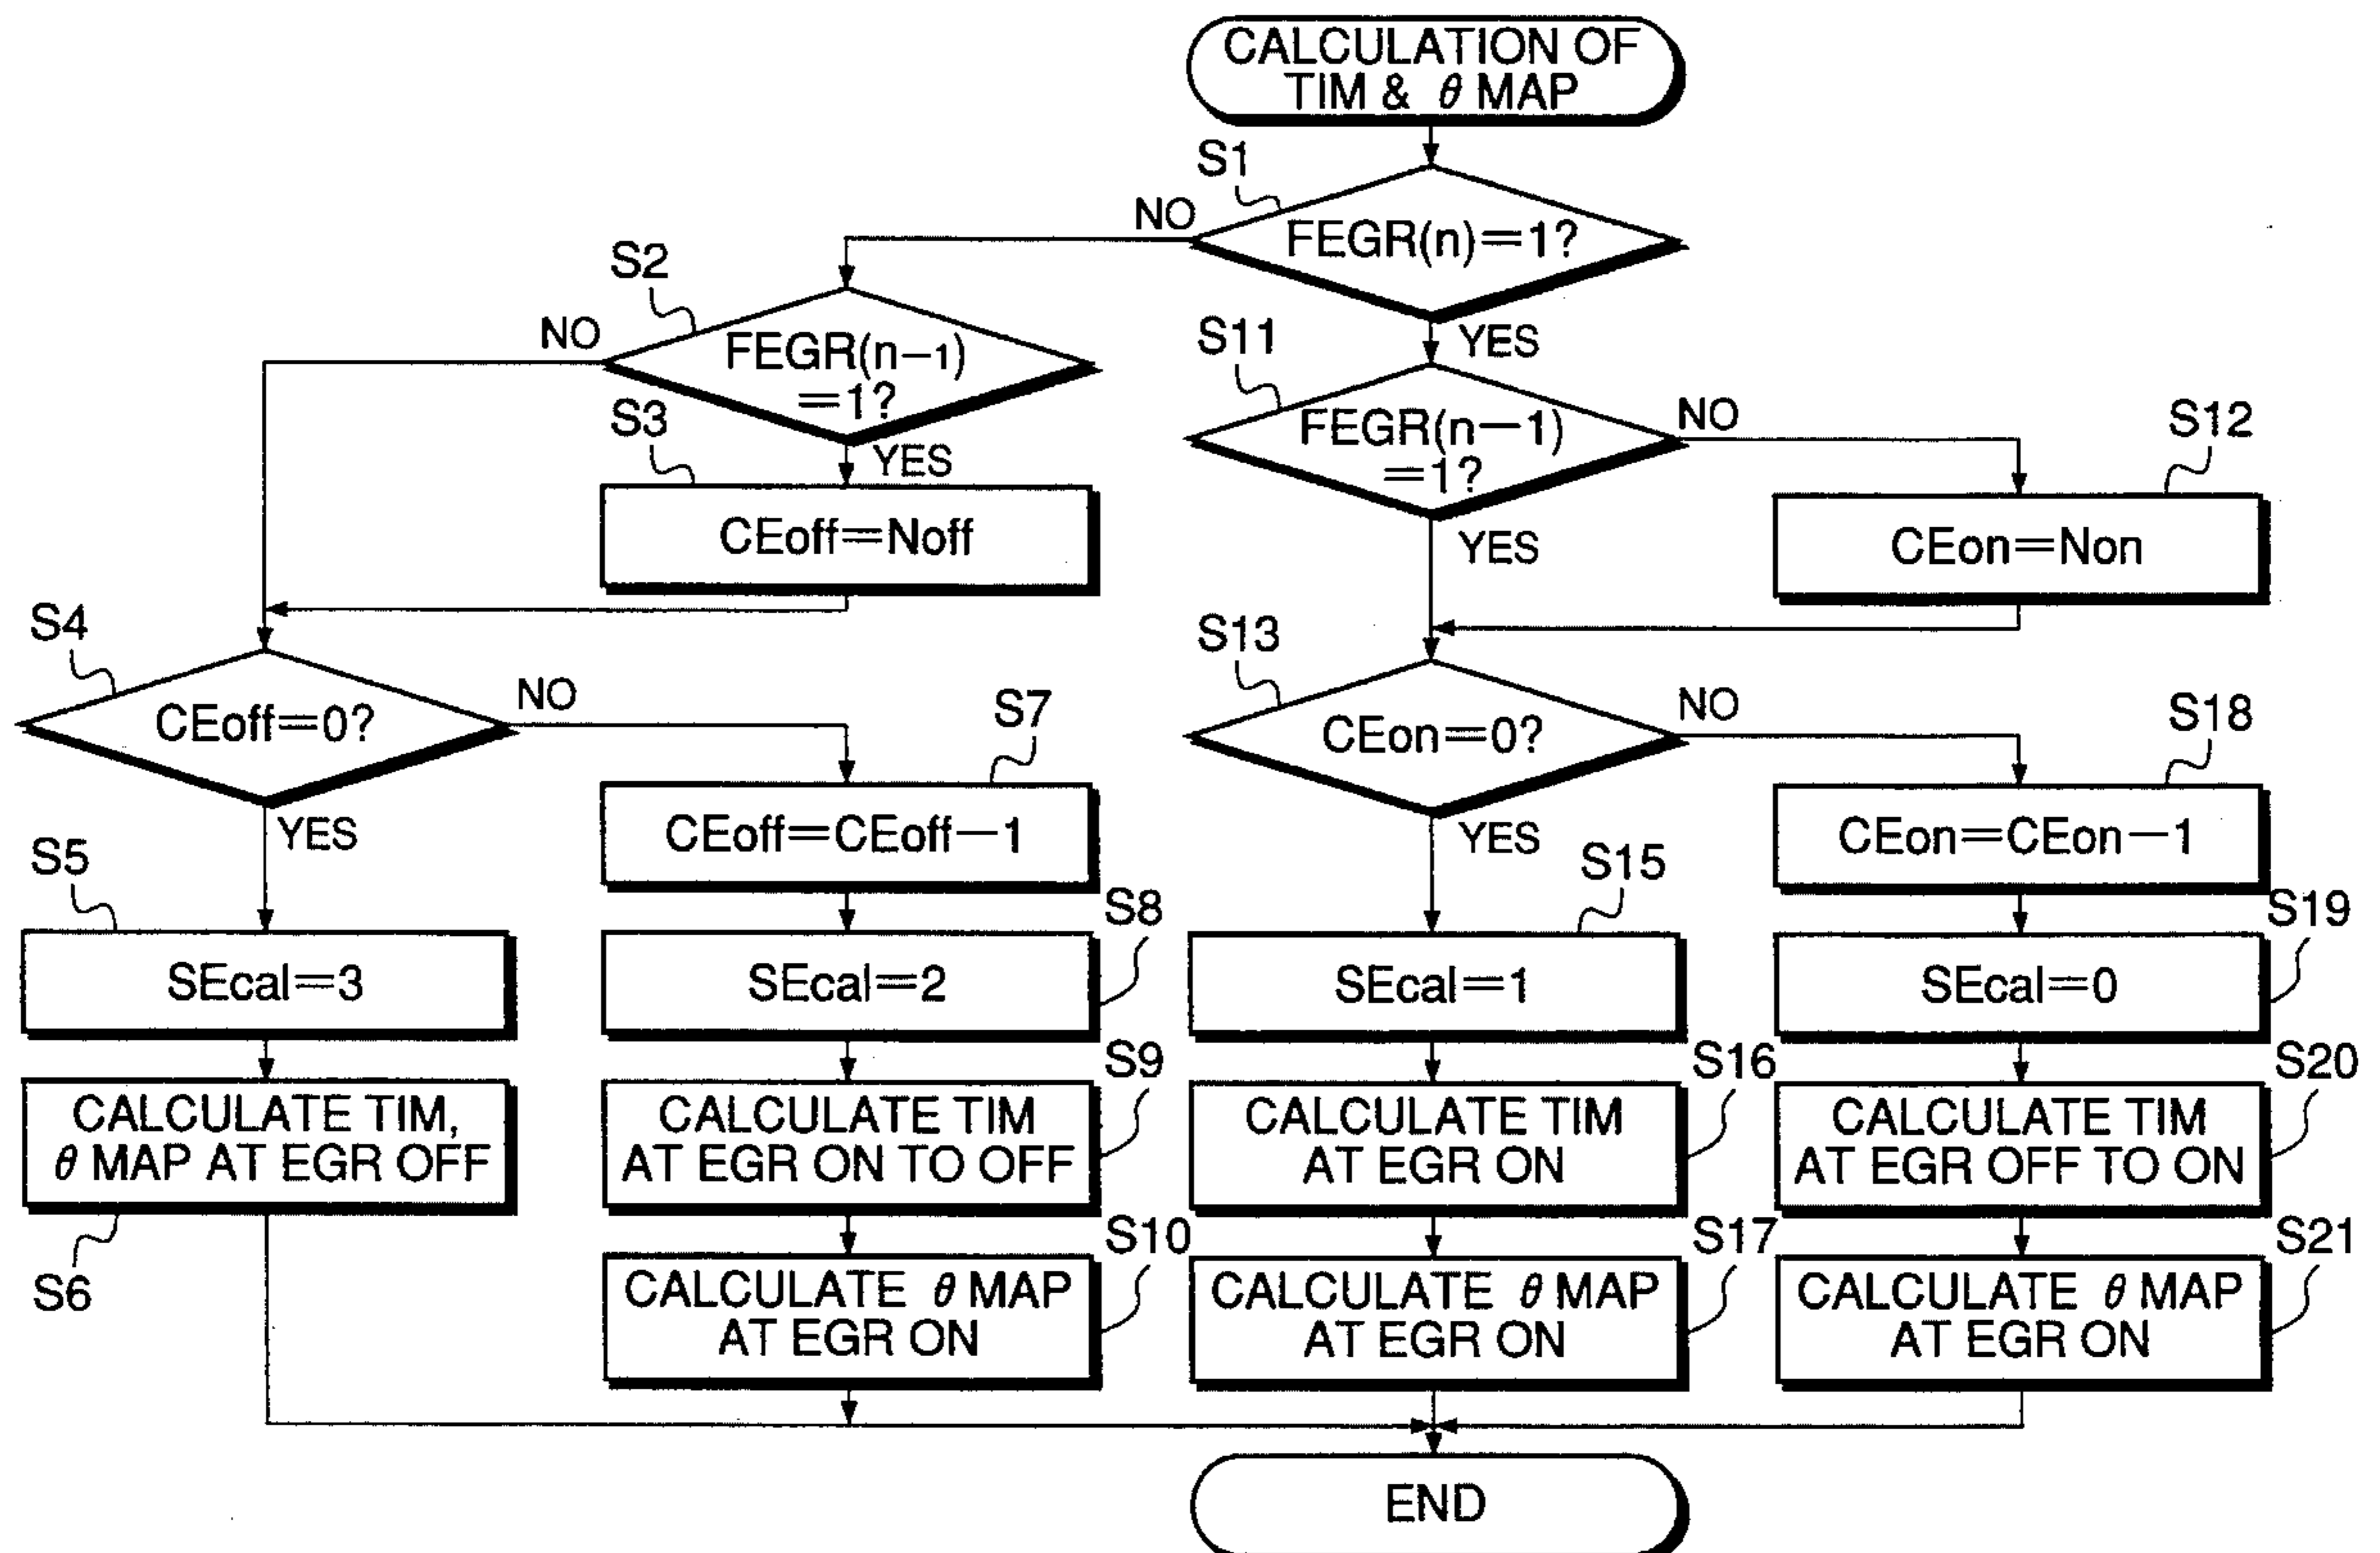 CALCULATION OF
TIM & θ MAP
S1
FEGR(n)=1?
NO
YES
S2
FEGR(n-1)
=1?
NO
YES
S3
CEoff=Noff
S11
FEGR(n-1)
=1?
NO
YES
S12
CEon=Non
S4
CEoff=0?
NO
YES
S7
CEoff=CEoff-1
S13
CEon=0?
NO
YES
S18
CEon=CEon-1
S5
SEcal=3
S8
SEcal=2
S15
SEcal=1
S19
SEcal=0
CALCULATE TIM,
θ MAP AT EGR OFF
S6
S9
CALCULATE TIM
AT EGR ON TO OFF
S16
CALCULATE TIM
AT EGR ON
S20
CALCULATE TIM
AT EGR OFF TO ON
S10
CALCULATE θ MAP
AT EGR ON
S17
CALCULATE θ MAP
AT EGR ON
S21
CALCULATE θ MAP
AT EGR ON
END